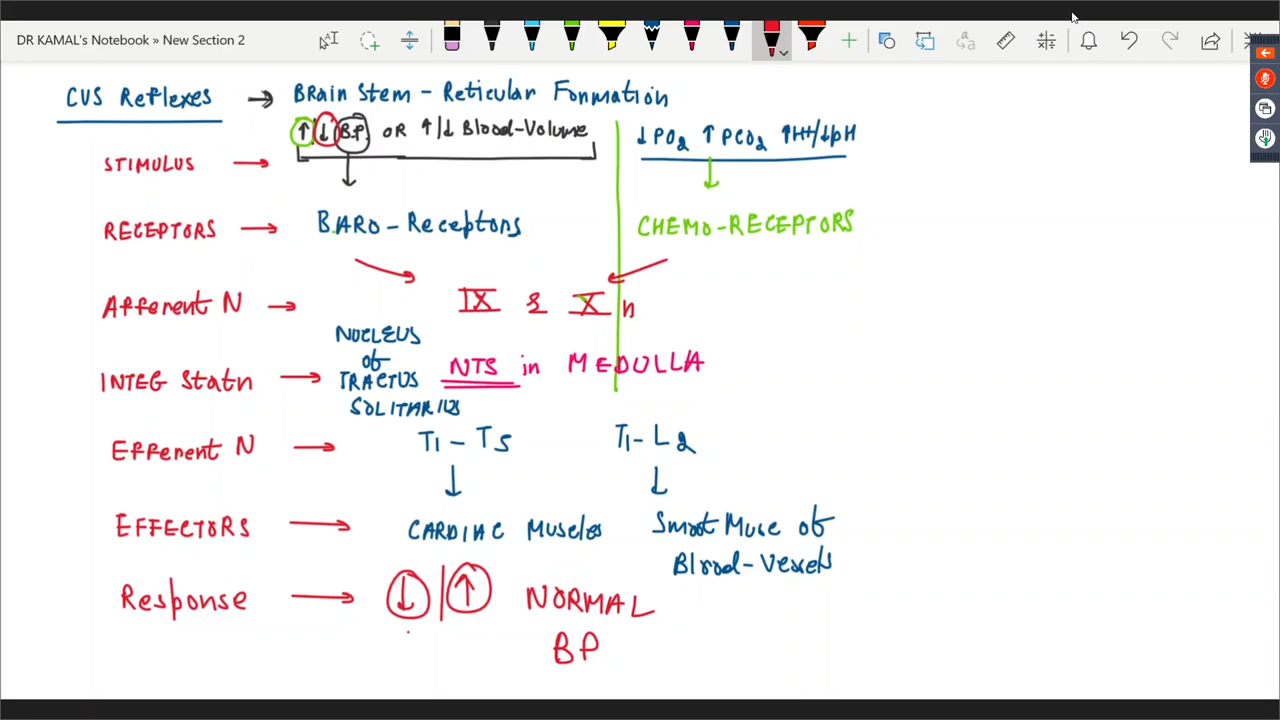 DR KAMAL's Notebook » New Section 2
CVS Reflexes → BRain Stem - Reticular Formation
↑/↓ BP OR ↑/↓ Blood-Volume
↓PO2 ↑PCO2 ↑H+/↓pH
STIMULUS →
RECEPTORS → BARO-Receptors
CHEMO-RECEPTORS
Afferent N → IX & X n
INTEG Statn → NUCLEUS
of
TRACTUS
SOLITARIUS
NTS in MEDULLA
Efferent N → T1-T5 T1-L2
EFFECTORS → CARDIAC Muscles
Smoot Musc of
Blood-Vessels
Response → ↓/↑ NORMAL
BP